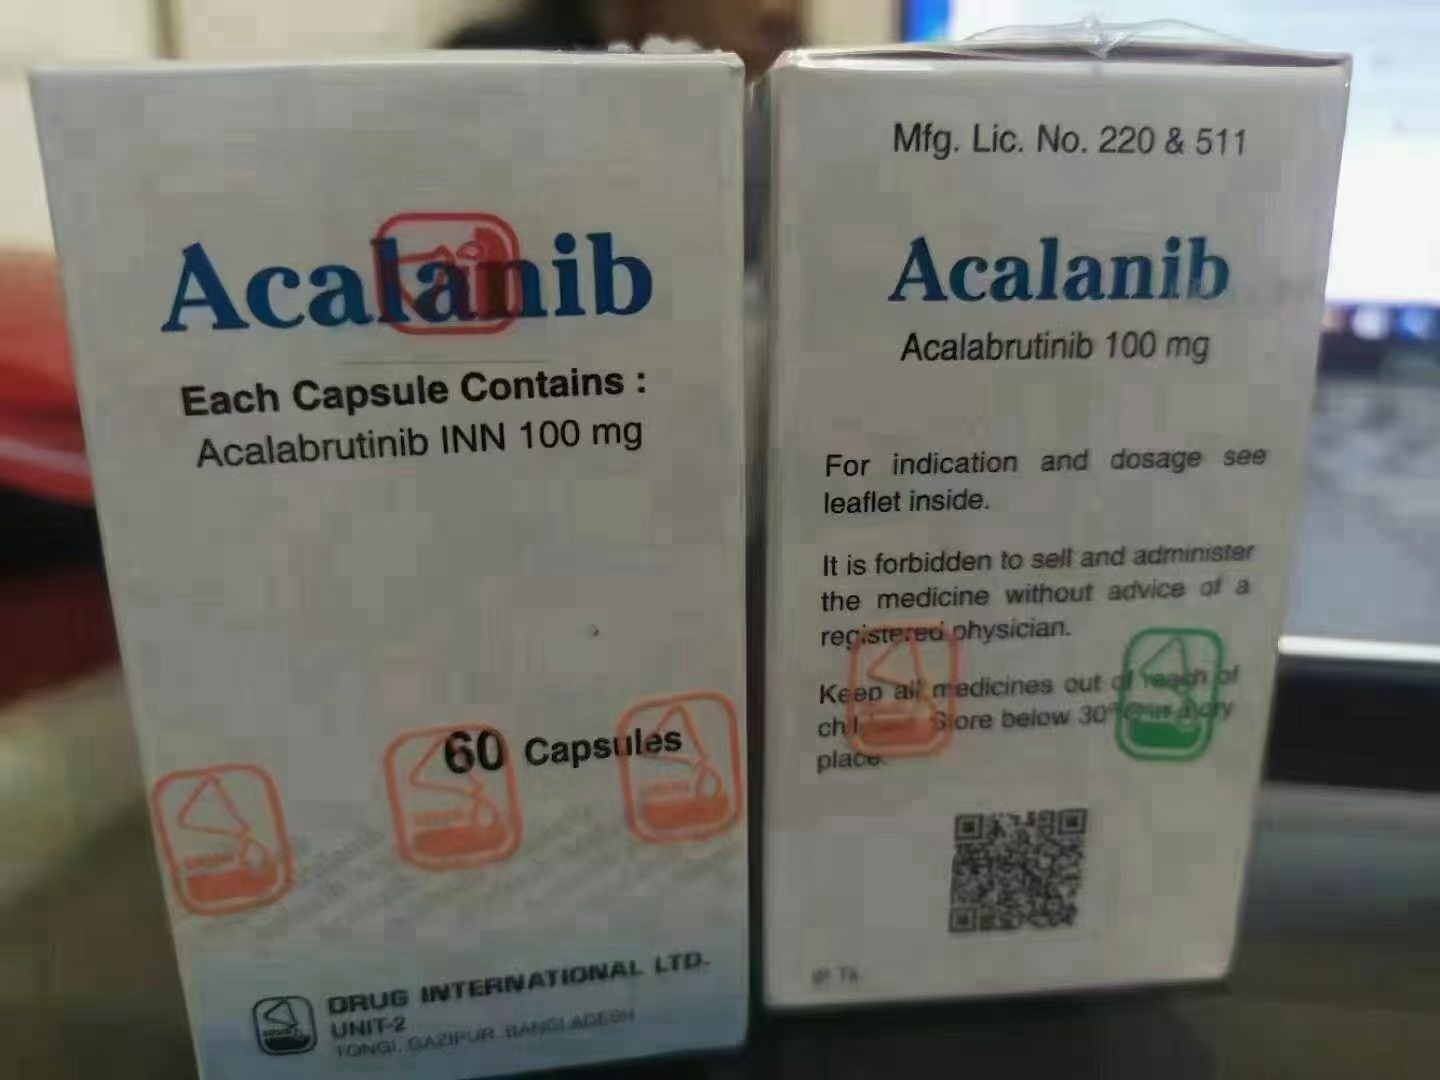 Acalanib
Each Capsule Contains :
Acalabrutinib INN 100 mg
60 Capsules
DRUG INTERNATIONAL LTD.
UNIT-2
TONGI, GAZIPUR, BANGLADESH
Mfg. Lic. No. 220 & 511
Acalanib
Acalabrutinib 100 mg
For indication and dosage see
leaflet inside.
It is forbidden to sell and administer
the medicine without advice of a
registered physician.
Keep all medicines out of reach of
children. Store below 30°C in a dry
place.